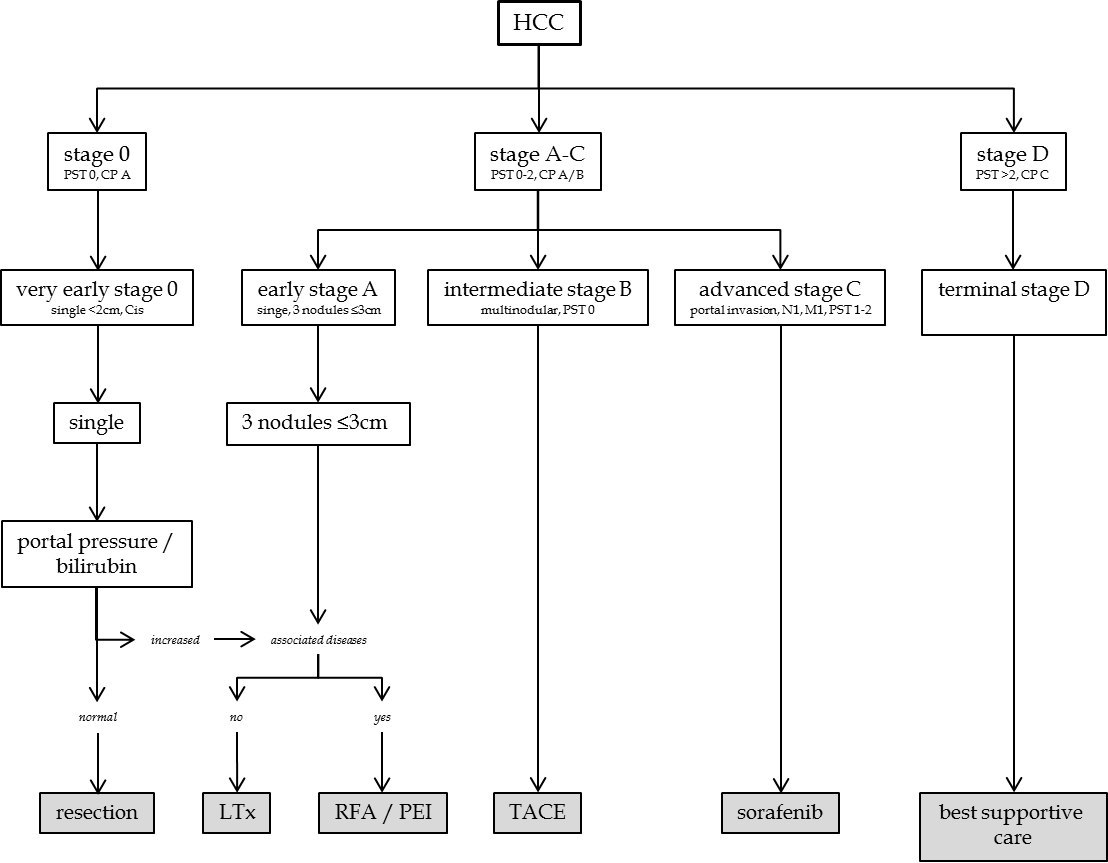 HCC
stage 0
PST 0, CP A
stage A-C
PST 0-2, CP A/B
stage D
PST >2, CP C
very early stage 0
single <2cm, Cis
early stage A
singe, 3 nodules ≤3cm
intermediate stage B
multinodular, PST 0
advanced stage C
portal invasion, N1, M1, PST 1-2
terminal stage D
single
3 nodules ≤3cm
portal pressure /
bilirubin
increased
associated diseases
normal
no
yes
resection
LTx
RFA / PEI
TACE
sorafenib
best supportive
care